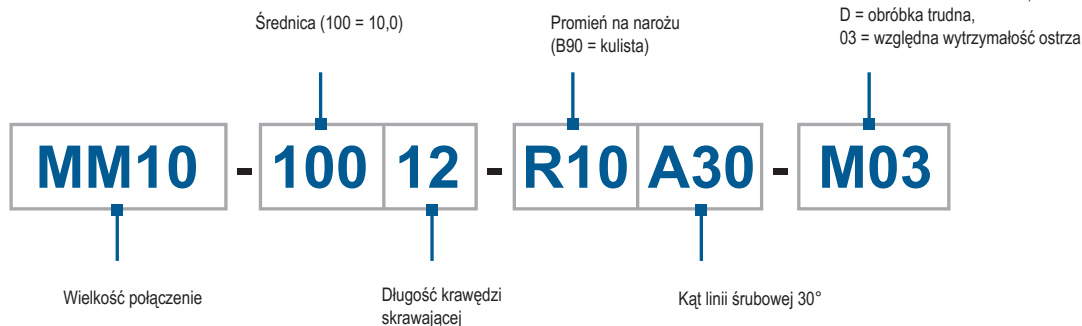 Średnica (100 = 10,0)
Promień na narożu
(B90 = kulista)
D = obróbka trudna,
03 = względna wytrzymałość ostrza
MM10 - 100 12 - R10 A30 - M03
Wielkość połączenie
Długość krawędzi
skrawającej
Kąt linii śrubowej 30°